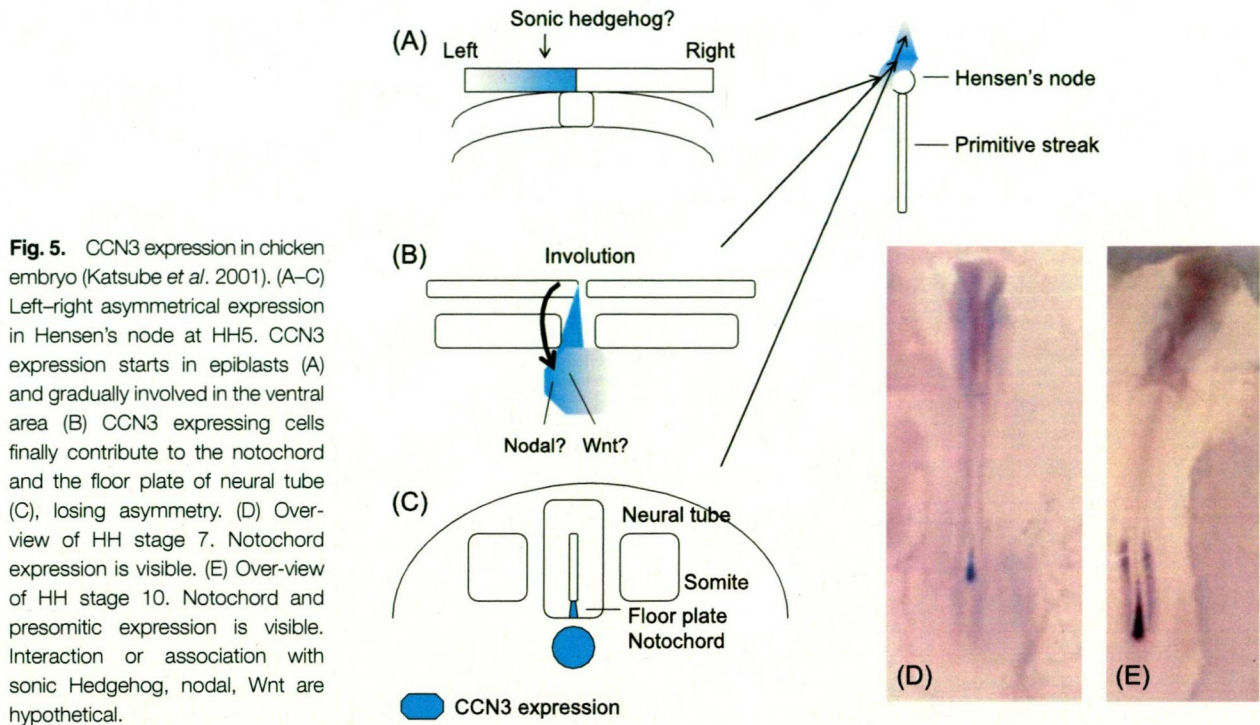 Fig. 5. CCN3 expression in chicken
embryo (Katsube et al. 2001). (A–C)
Left–right asymmetrical expression
in Hensen's node at HH5. CCN3
expression starts in epiblasts (A)
and gradually involved in the ventral
area (B) CCN3 expressing cells
finally contribute to the notochord
and the floor plate of neural tube
(C), losing asymmetry. (D) Over-
view of HH stage 7. Notochord
expression is visible. (E) Over-view
of HH stage 10. Notochord and
presomitic expression is visible.
Interaction or association with
sonic Hedgehog, nodal, Wnt are
hypothetical.
Sonic hedgehog?
(A)
Left
Right
Hensen's node
Primitive streak
(B)
Involution
Nodal? Wnt?
(C)
Neural tube
Somite
Floor plate
Notochord
CCN3 expression
(D)
(E)